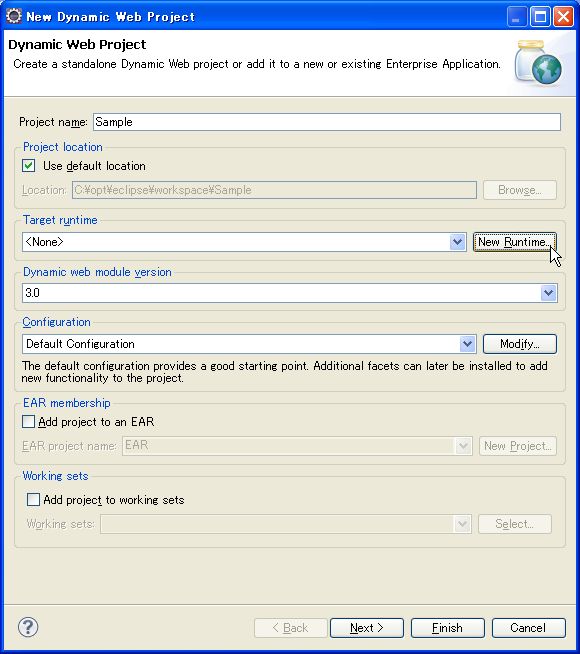 New Dynamic Web Project
Dynamic Web Project
Create a standalone Dynamic Web project or add it to a new or existing Enterprise Application.
Project name: Sample
Project location
Use default location
Location: C:¥opt¥eclipse¥workspace¥Sample Browse...
Target runtime
<None> New Runtime...
Dynamic web module version
3.0
Configuration
Default Configuration Modify...
The default configuration provides a good starting point. Additional facets can later be installed to add
new functionality to the project.
EAR membership
Add project to an EAR
EAR project name: EAR New Project...
Working sets
Add project to working sets
Working sets: Select...
? < Back Next > Finish Cancel